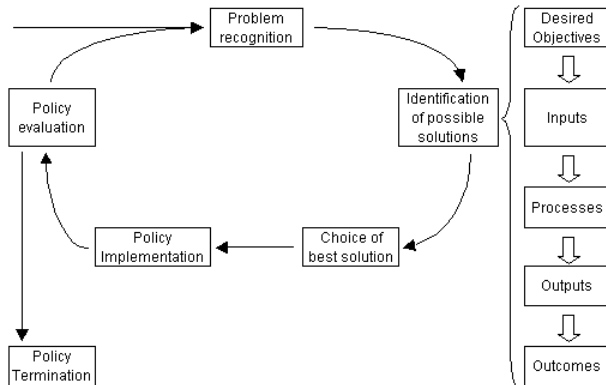 Problem
recognition
Identification
of possible
solutions
Choice of
best solution
Policy
Implementation
Policy
evaluation
Policy
Termination
Desired
Objectives
Inputs
Processes
Outputs
Outcomes